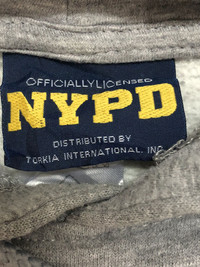 OFFICIALLY LICENSED
NYPD
DISTRIBUTED BY
TORKIA INTERNATIONAL, INC.